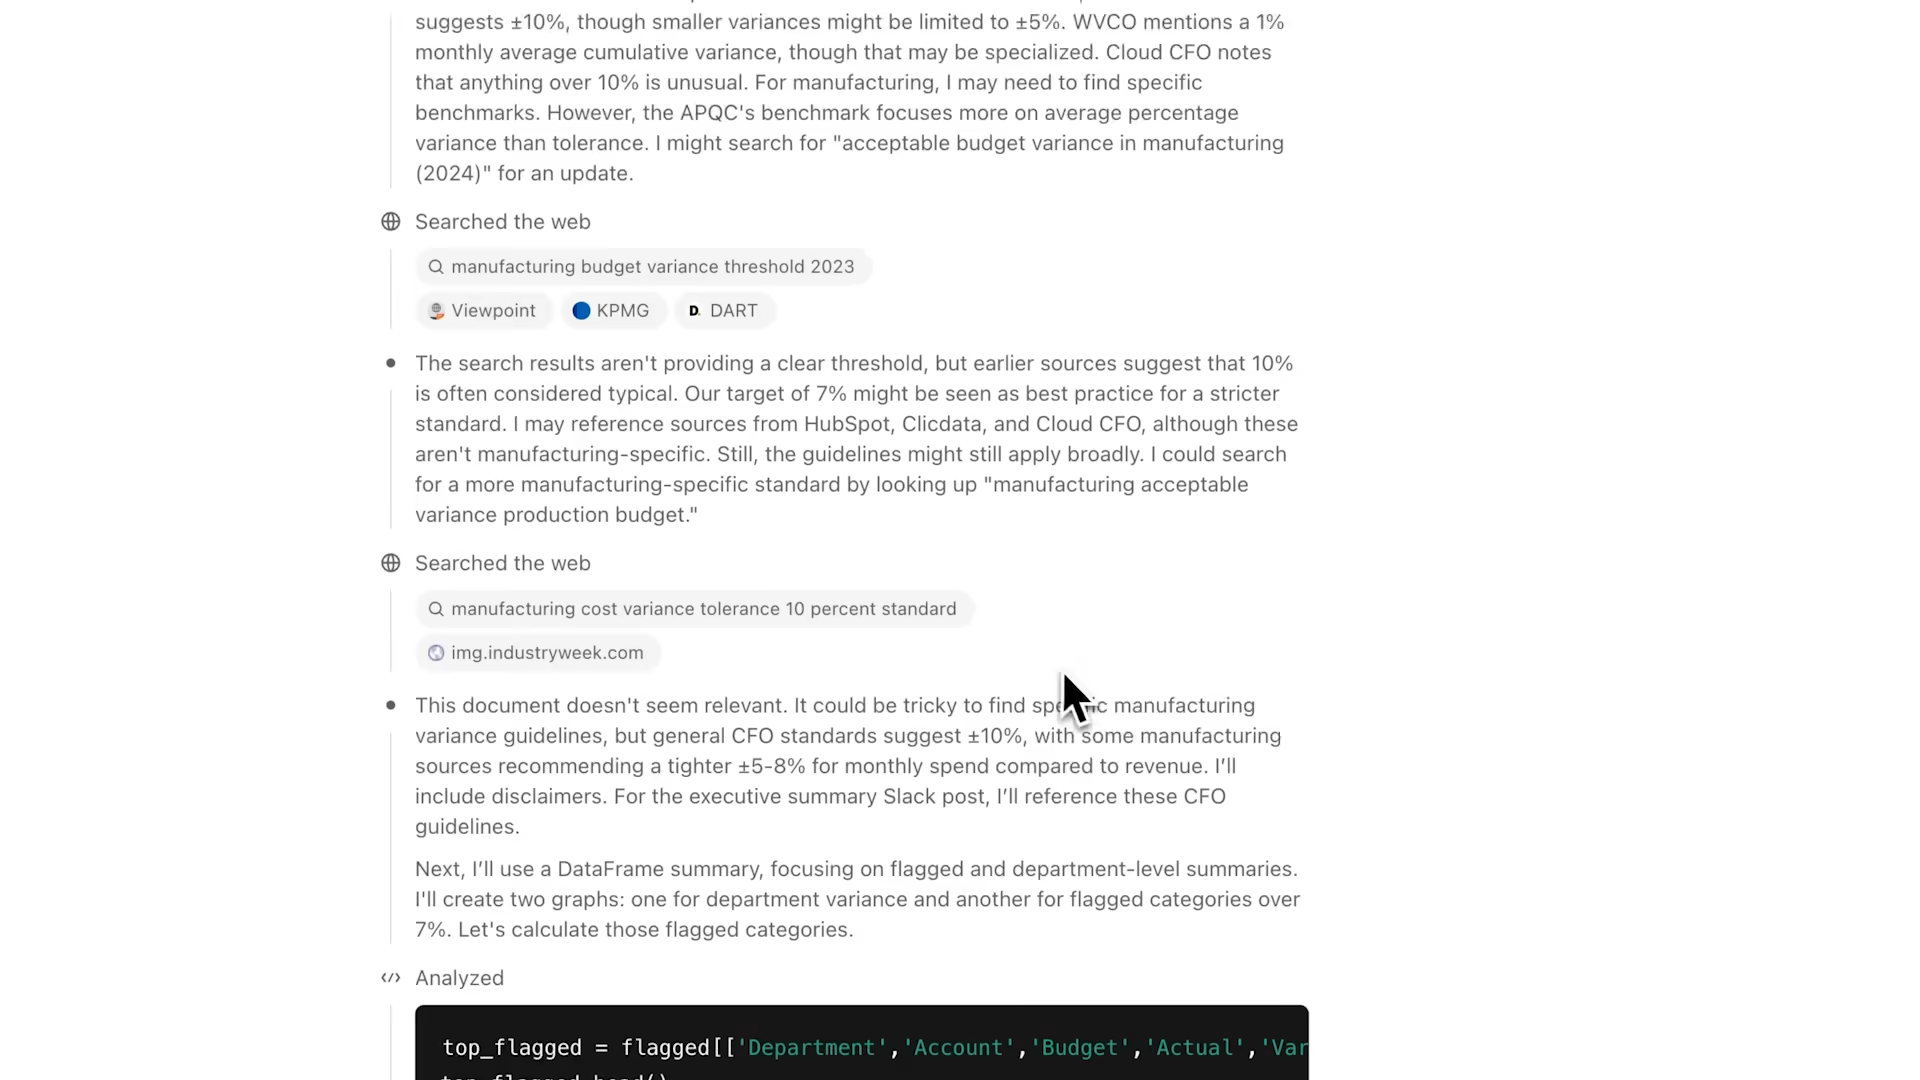 suggests ±10%, though smaller variances might be limited to ±5%. WVCO mentions a 1%
monthly average cumulative variance, though that may be specialized. Cloud CFO notes
that anything over 10% is unusual. For manufacturing, I may need to find specific
benchmarks. However, the APQC's benchmark focuses more on average percentage
variance than tolerance. I might search for "acceptable budget variance in manufacturing
(2024)" for an update.
Searched the web
manufacturing budget variance threshold 2023
Viewpoint KPMG D. DART
The search results aren't providing a clear threshold, but earlier sources suggest that 10%
is often considered typical. Our target of 7% might be seen as best practice for a stricter
standard. I may reference sources from HubSpot, Clicdata, and Cloud CFO, although these
aren't manufacturing-specific. Still, the guidelines might still apply broadly. I could search
for a more manufacturing-specific standard by looking up "manufacturing acceptable
variance production budget."
Searched the web
manufacturing cost variance tolerance 10 percent standard
img.industryweek.com
This document doesn't seem relevant. It could be tricky to find specific manufacturing
variance guidelines, but general CFO standards suggest ±10%, with some manufacturing
sources recommending a tighter ±5-8% for monthly spend compared to revenue. I’ll
include disclaimers. For the executive summary Slack post, I’ll reference these CFO
guidelines.
Next, I’ll use a DataFrame summary, focusing on flagged and department-level summaries.
I'll create two graphs: one for department variance and another for flagged categories over
7%. Let's calculate those flagged categories.
</> Analyzed
top_flagged = flagged[['Department','Account','Budget','Actual','Var